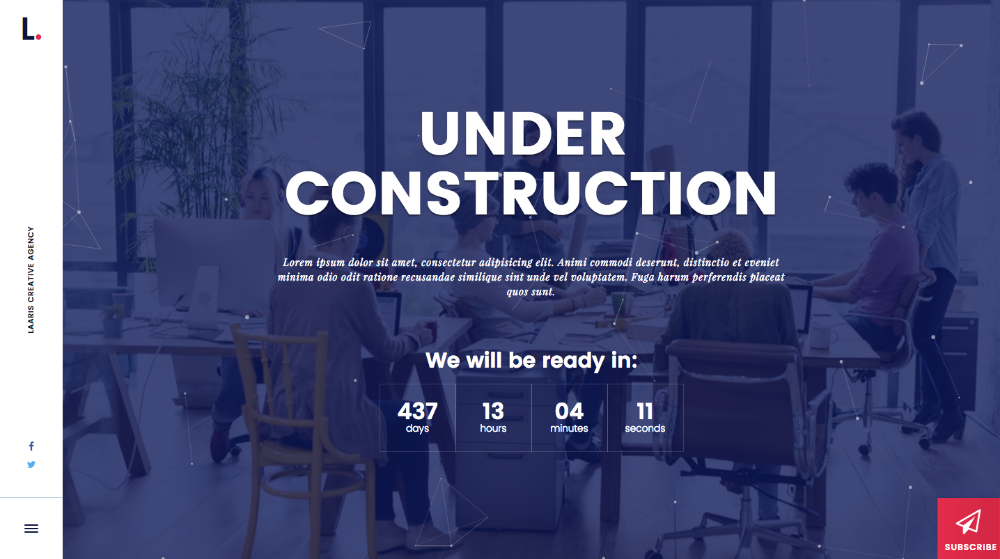 L.
LAARIS CREATIVE AGENCY
UNDER
CONSTRUCTION
Lorem ipsum dolor sit amet, consectetur adipisicing elit. Animi commodi deserunt, distinctio et eveniet
minima odio odit ratione recusandae similique sint unde vel voluptatem. Fuga harum perferendis placeat
quos sunt.
We will be ready in:
437 13 04 11
days hours minutes seconds
SUBSCRIBE